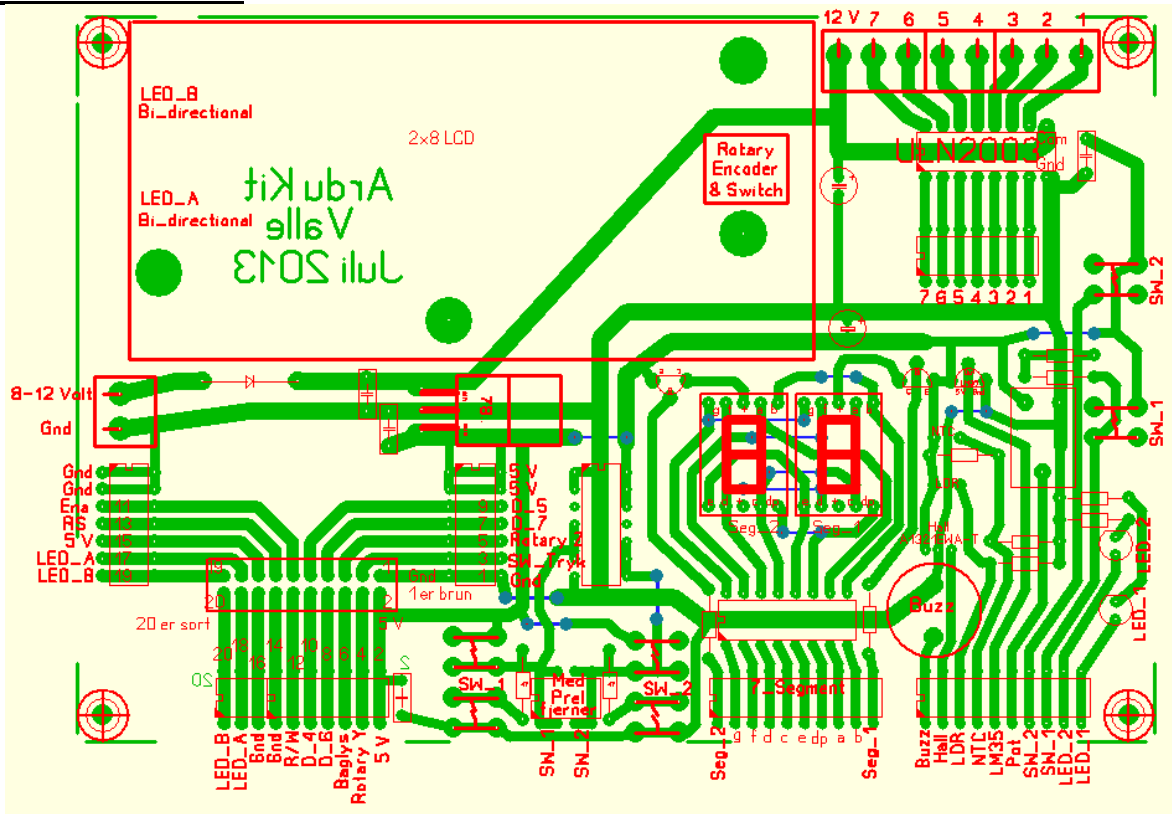 12 V 7 6 5 4 3 2 1
LED_B
Bi_directional
2x8 LCD
Rotary
Encoder
& Switch
ULN2003
Com
Gnd
LED_A
Bi_directional
Ardu Kit
Valle
Juli 2013
7 6 5 4 3 2 1
SW_2
8-12 Volt
Gnd
78
SW_1
g f a b
g f a b
NTC
LDR
Gnd
Gnd
Ena
RS
5 V
LED_A
LED_B
11
13
15
17
19
9
7
5
3
1
5 V
5 V
D_5
D_7
Rotary Z
SW_Tryk
Gnd
Seg_2
Seg_1
Hall
A1321EWA-T
LED_2
LED_1
Buzz
19
1
20
2
Gnd
1er brun
20 er sort
5 V
20 18 16 14 12 10 8 6 4 2
20
2
SW_1
Med
Prel
fjerner
SW_2
7_Segment
LED_B
LED_A
Gnd
Gnd
R/W
D_4
D_6
Baglys
Rotary Y
5 V
SW_1
SW_2
Seg_2
g f d c e dp a b
Seg_1
Buzz
Hall
LDR
NTC
LM35
Pot
SW_2
SW_1
LED_2
LED_1